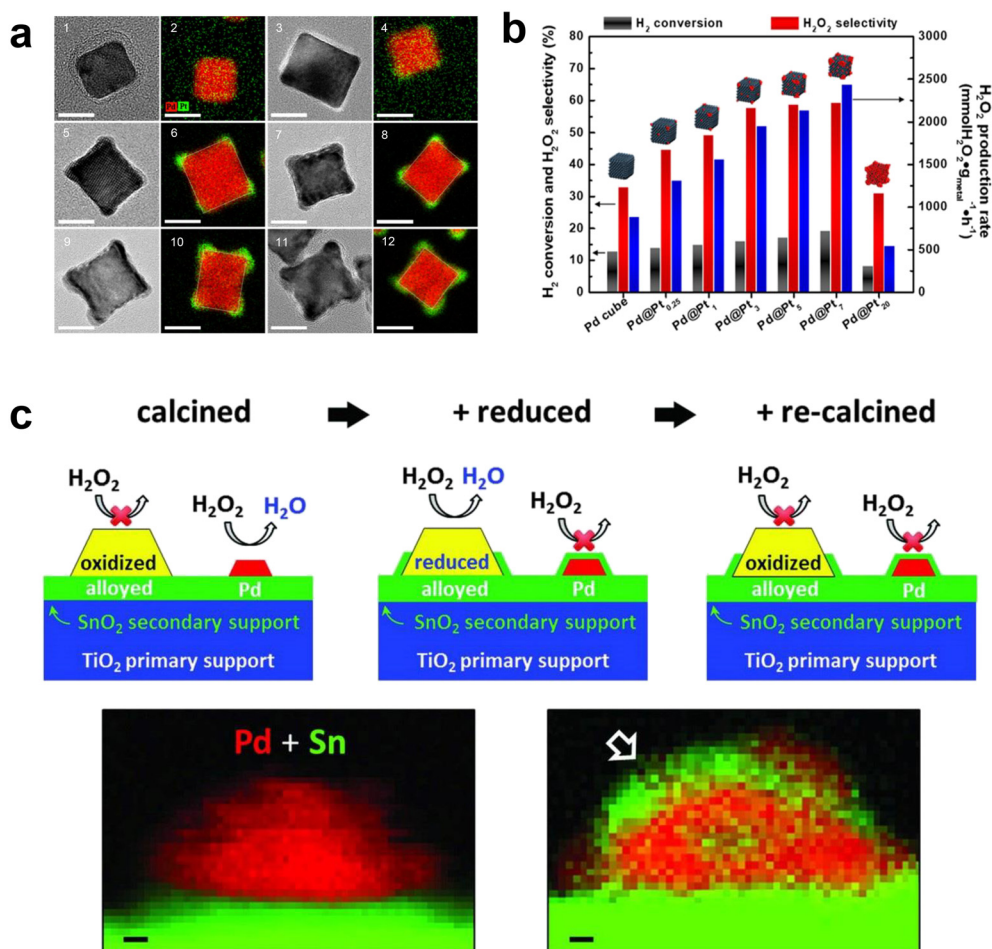 a
1
2
3
4
Pd Pt
5
6
7
8
9
10
11
12
b
H₂ conversion
H₂O₂ selectivity
H₂ conversion and H₂O₂ selectivity (%)
80
70
60
50
40
30
20
10
0
3000
2500
2000
1500
1000
500
0
H₂O₂ production rate
(mmolH₂O₂•g_metal⁻¹•h⁻¹)
Pd cube
Pd@Pt₀.₂₅
Pd@Pt₁
Pd@Pt₃
Pd@Pt₅
Pd@Pt₇
Pd@Pt₂₀
c
calcined
+ reduced
+ re-calcined
H₂O₂
H₂O₂ H₂O
oxidized
alloyed Pd
SnO₂ secondary support
TiO₂ primary support
H₂O₂ H₂O
H₂O₂
reduced
alloyed Pd
SnO₂ secondary support
TiO₂ primary support
H₂O₂
H₂O₂
oxidized
alloyed Pd
SnO₂ secondary support
TiO₂ primary support
Pd + Sn